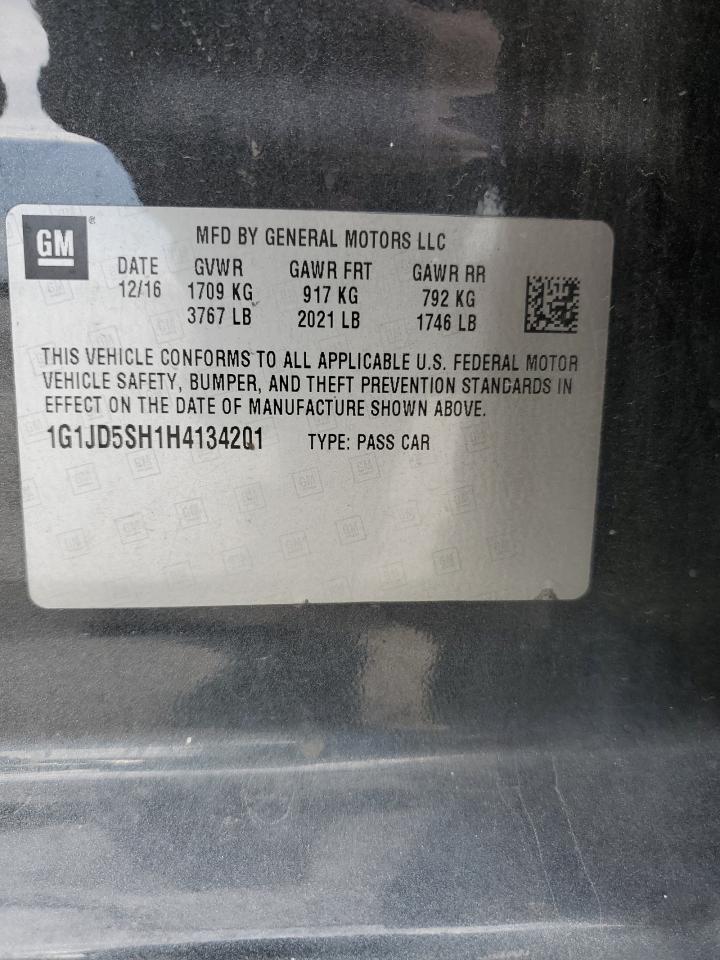 GM®
MFD BY GENERAL MOTORS LLC
DATE GVWR GAWR FRT GAWR RR
12/16 1709 KG 917 KG 792 KG
3767 LB 2021 LB 1746 LB
THIS VEHICLE CONFORMS TO ALL APPLICABLE U.S. FEDERAL MOTOR
VEHICLE SAFETY, BUMPER, AND THEFT PREVENTION STANDARDS IN
EFFECT ON THE DATE OF MANUFACTURE SHOWN ABOVE.
1G1JD5SH1H4134201 TYPE: PASS CAR